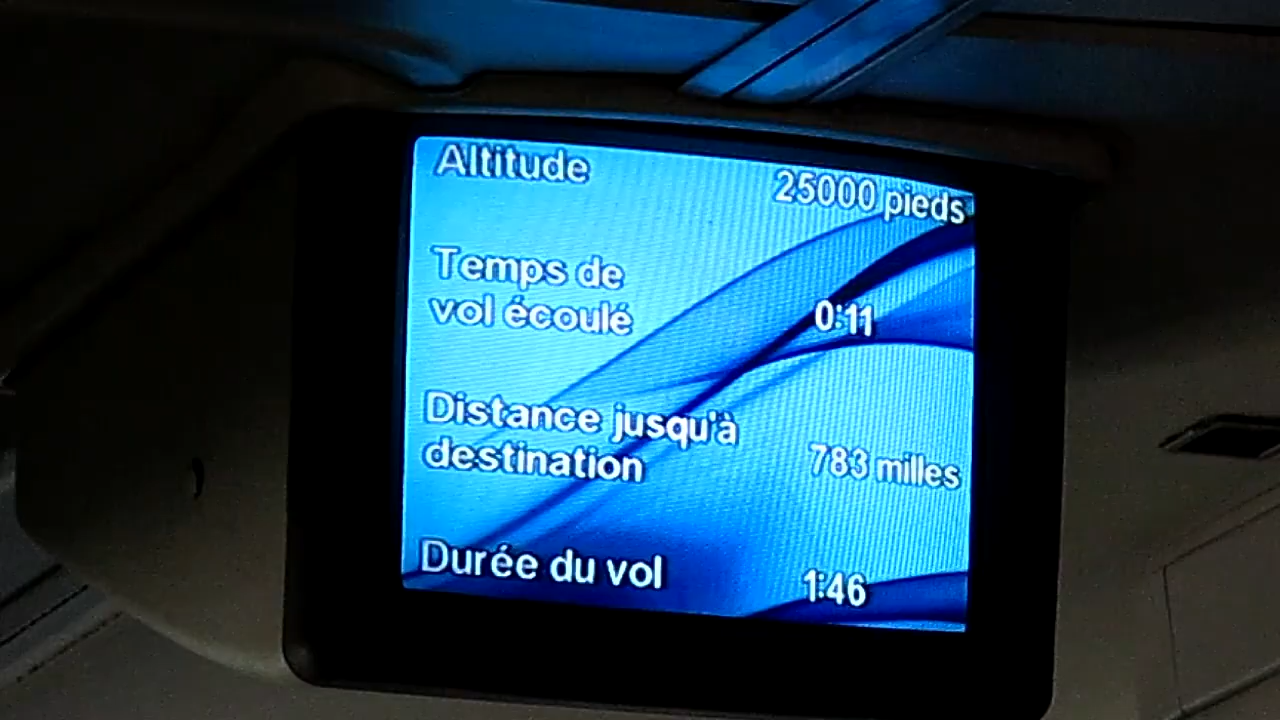 Altitude 25000 pieds
Temps de
vol écoulé 0:11
Distance jusqu'à
destination 783 milles
Durée du vol 1:46